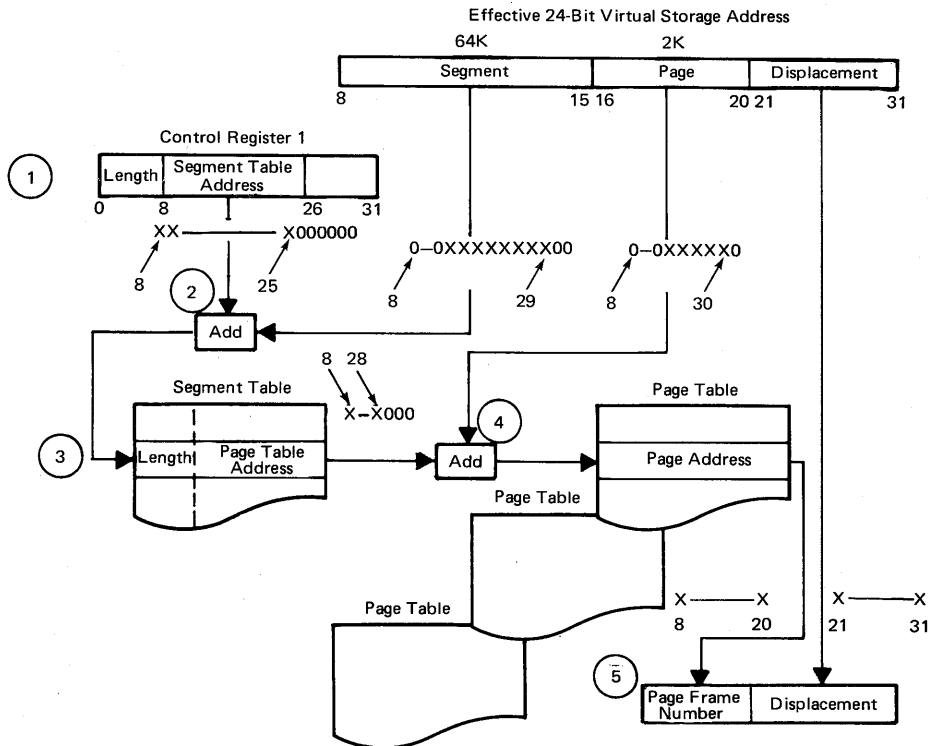 Effective 24-Bit Virtual Storage Address
64K 2K
Segment Page Displacement
8 15 16 20 21 31
Control Register 1
1
Length Segment Table Address
0 8 26 31
XX X000000
8 25
0–0XXXXXXXX00
8 29
0–0XXXXX0
8 30
2
Add
8 28
X–X000
Segment Table
3
Length Page Table Address
4
Add
Page Table
Page Address
Page Table
Page Table
X X
8 20
X X
21 31
5
Page Frame Number Displacement